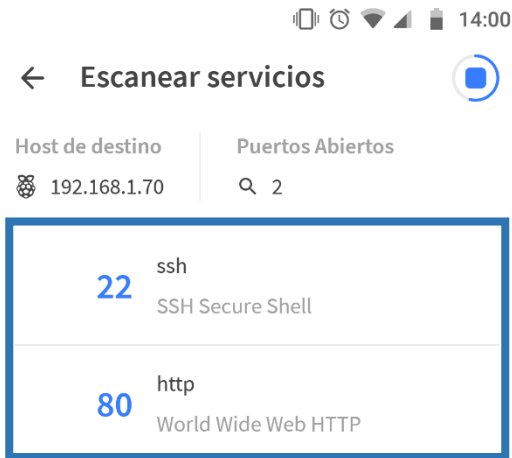 14:00
Escanear servicios
Host de destino
Puertos Abiertos
192.168.1.70
2
22
ssh
SSH Secure Shell
80
http
World Wide Web HTTP